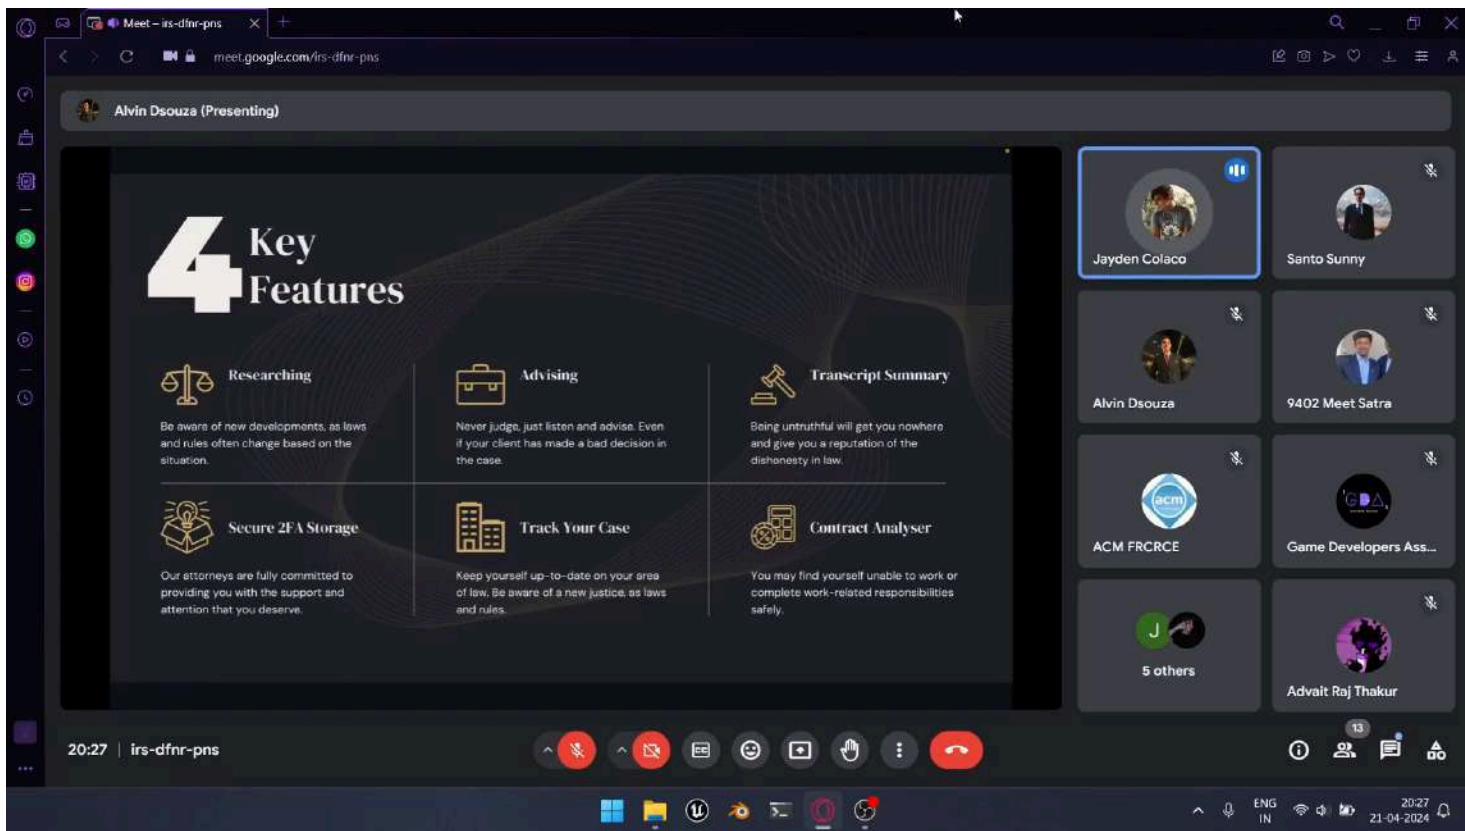 Meet – irs-dfnr-pns
meet.google.com/irs-dfnr-pns
Alvin Dsouza (Presenting)
4 Key
Features
Researching
Be aware of new developments, as laws
and rules often change based on the
situation.
Advising
Never judge, just listen and advise. Even
if your client has made a bad decision in
the case.
Transcript Summary
Being untruthful will get you nowhere
and give you a reputation of the
dishonesty in law.
Secure 2FA Storage
Our attorneys are fully committed to
providing you with the support and
attention that you deserve.
Track Your Case
Keep yourself up-to-date on your area
of law. Be aware of a new justice, as laws
and rules.
Contract Analyser
You may find yourself unable to work or
complete work-related responsibilities
safely.
Jayden Colaco
Santo Sunny
Alvin Dsouza
9402 Meet Satra
acm
ACM FRCRCE
GDA
Game Developers Ass...
J
5 others
Advait Raj Thakur
20:27 | irs-dfnr-pns
CC
13
ENG
IN
20:27
21-04-2024